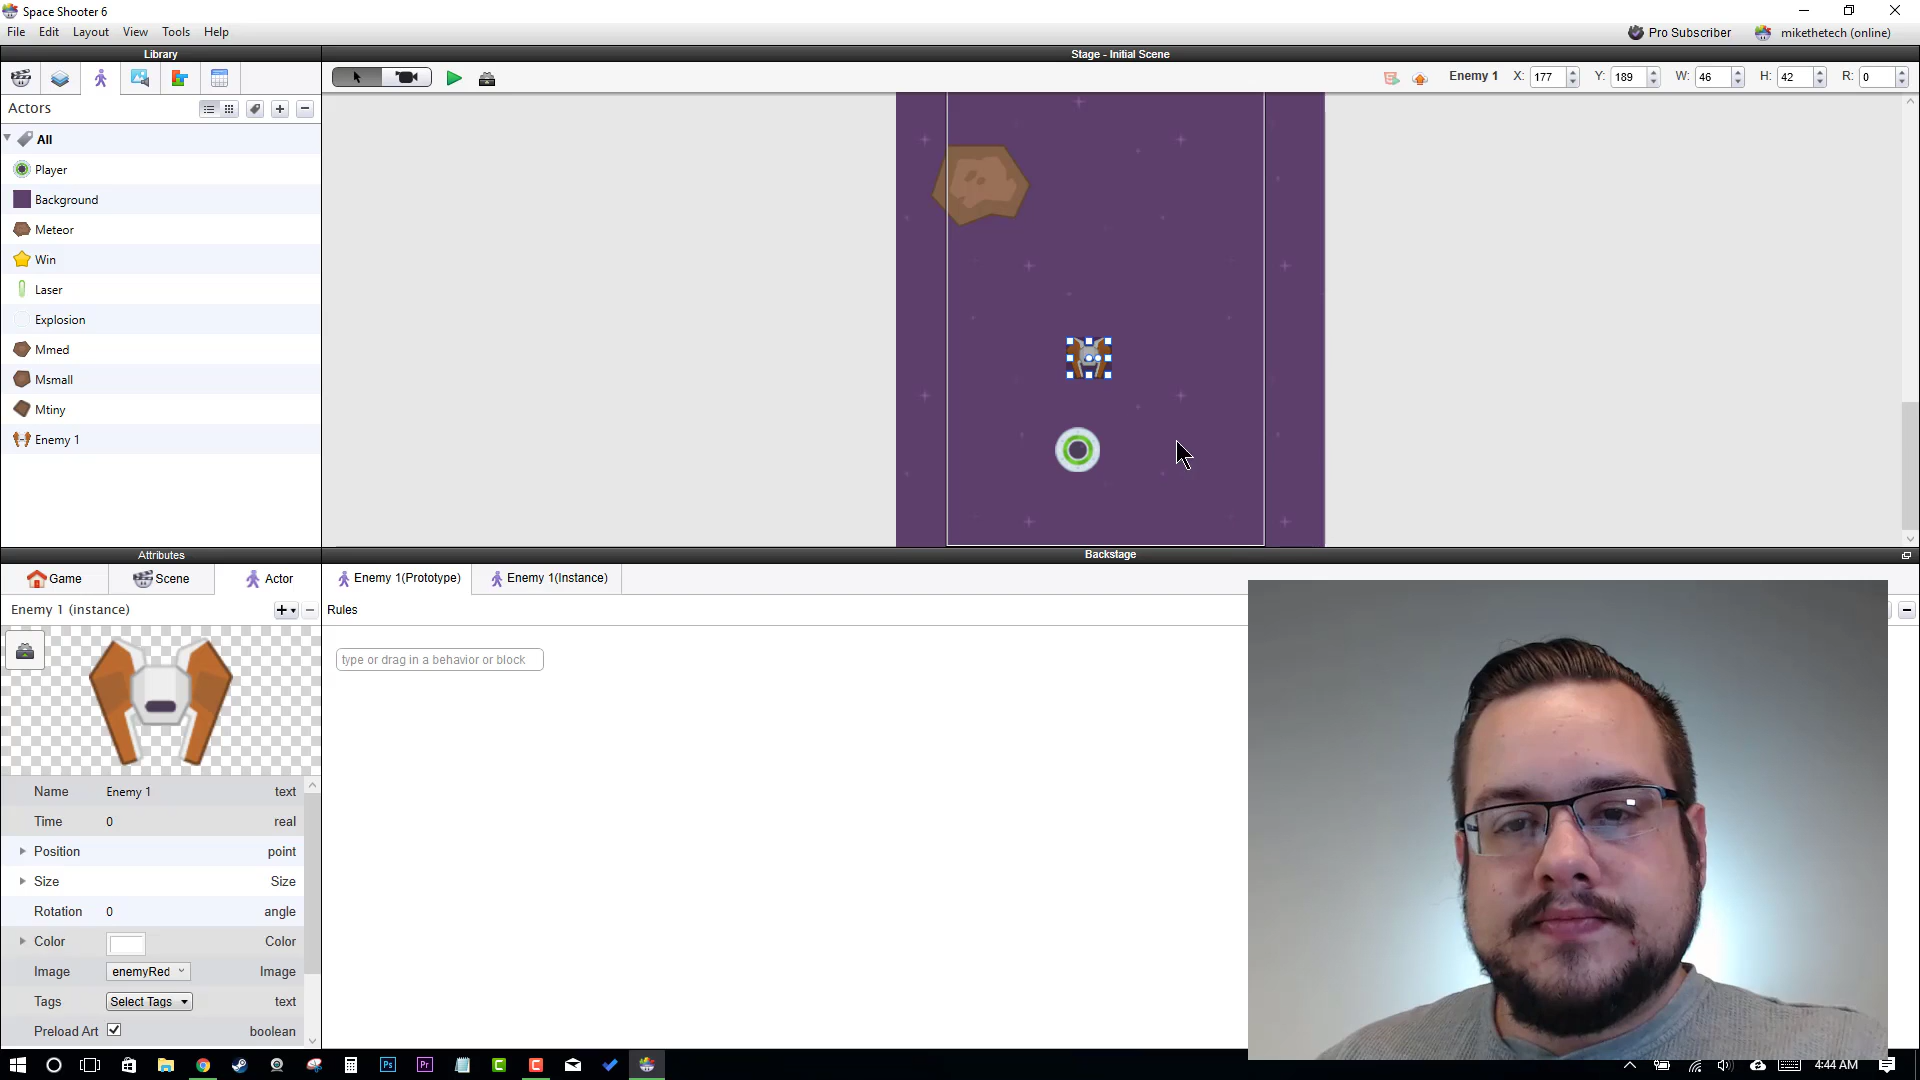 Space Shooter 6
File Edit Layout View Tools Help
Pro Subscriber mikethetech (online)
Library
Stage - Initial Scene
Enemy 1 X: 177 Y: 189 W: 46 H: 42 R: 0
Actors
All
Player
Background
Meteor
Win
Laser
Explosion
Mmed
Msmall
Mtiny
Enemy 1
Attributes
Backstage
Game Scene Actor
Enemy 1(Prototype) Enemy 1(Instance)
Enemy 1 (instance)
Rules
type or drag in a behavior or block
Name Enemy 1 text
Time 0 real
Position point
Size Size
Rotation 0 angle
Color Color
Image enemyRed Image
Tags Select Tags text
Preload Art boolean
Ps Pr
4:44 AM